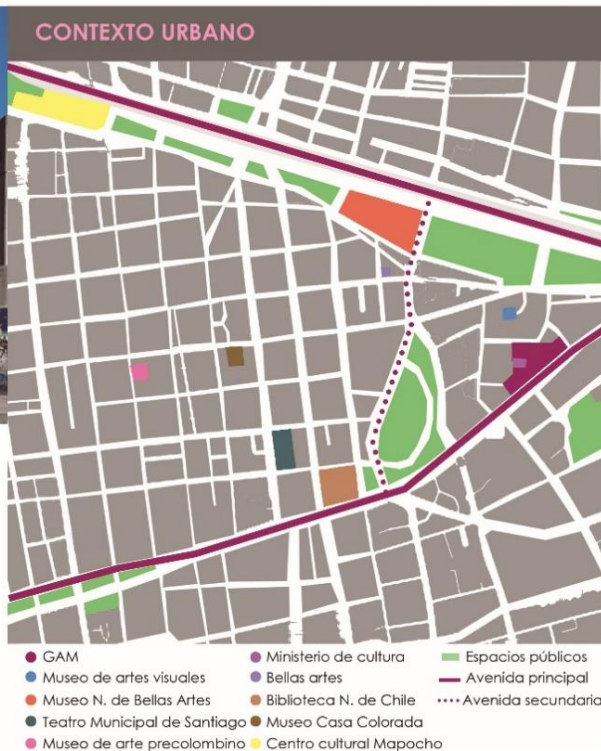 CONTEXTO URBANO
GAM
Museo de artes visuales
Museo N. de Bellas Artes
Teatro Municipal de Santiago
Museo de arte precolombino
Ministerio de cultura
Bellas artes
Biblioteca N. de Chile
Museo Casa Colorada
Centro cultural Mapocho
Espacios públicos
Avenida principal
Avenida secundaria